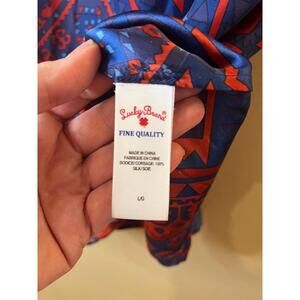 Lucky Brand
FINE QUALITY
MADE IN CHINA
FABRIQUE EN CHINE
BODICE/ CORSAGE: 100%
SILK/ SOIE
L/G